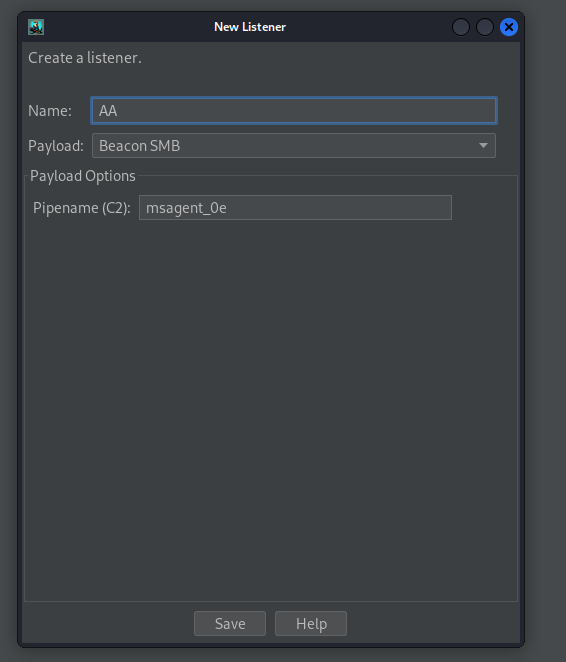 New Listener
Create a listener.
Name: AA
Payload: Beacon SMB
Payload Options
Pipename (C2): msagent_0e
Save Help